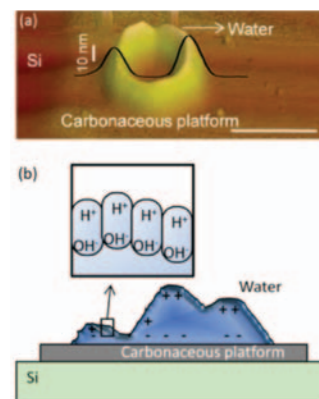 (a)
Water
Si
10 nm
Carbonaceous platform
(b)
H⁺ H⁺ H⁺ H⁺
OH⁻ OH⁻ OH⁻ OH⁻
Water
++
+ + ++
- - - - -
Carbonaceous platform
Si